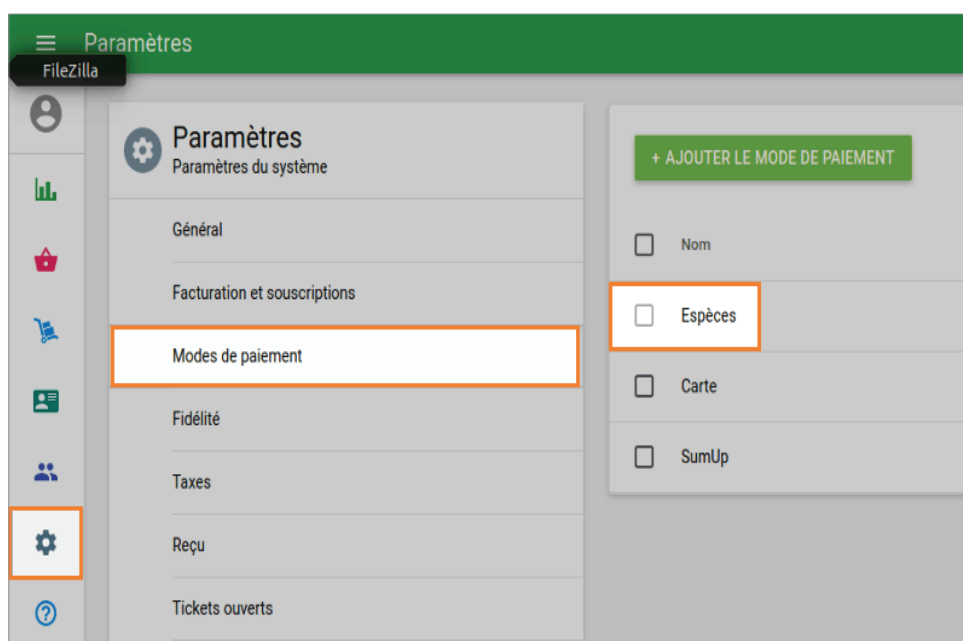 Paramètres
FileZilla
Paramètres
Paramètres du système
Général
Facturation et souscriptions
Modes de paiement
Fidélité
Taxes
Reçu
Tickets ouverts
+ AJOUTER LE MODE DE PAIEMENT
Nom
Espèces
Carte
SumUp